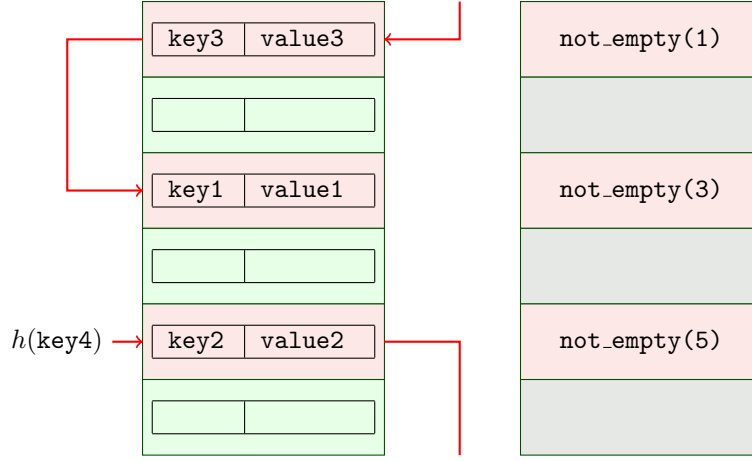 key3 value3 not_empty(1)
key1 value1 not_empty(3)
h(key4) key2 value2 not_empty(5)